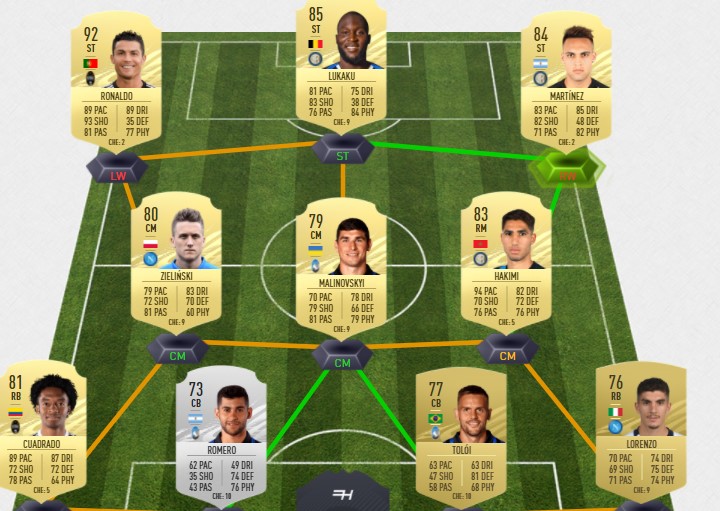 92
ST
RONALDO
89 PAC 89 DRI
93 SHO 35 DEF
81 PAS 77 PHY
CHE: 2
LW
85
ST
LUKAKU
81 PAC 75 DRI
83 SHO 38 DEF
76 PAS 84 PHY
CHE: 9
ST
84
ST
MARTÍNEZ
83 PAC 85 DRI
82 SHO 48 DEF
71 PAS 82 PHY
CHE: 2
RW
80
CM
ZIELIŃSKI
79 PAC 83 DRI
72 SHO 70 DEF
81 PAS 60 PHY
CHE: 9
CM
79
CM
MALINOVSKYI
70 PAC 78 DRI
79 SHO 66 DEF
81 PAS 79 PHY
CHE: 9
CM
83
RM
HAKIMI
94 PAC 82 DRI
70 SHO 72 DEF
76 PAS 76 PHY
CHE: 5
CM
81
RB
CUADRADO
89 PAC 87 DRI
72 SHO 72 DEF
78 PAS 64 PHY
CHE: 5
73
CB
ROMERO
62 PAC 49 DRI
35 SHO 74 DEF
43 PAS 76 PHY
CHE: 10
77
CB
TOLÓI
63 PAC 63 DRI
47 SHO 81 DEF
58 PAS 68 PHY
CHE: 10
76
RB
LORENZO
70 PAC 74 DRI
69 SHO 75 DEF
71 PAS 74 PHY
CHE: 9